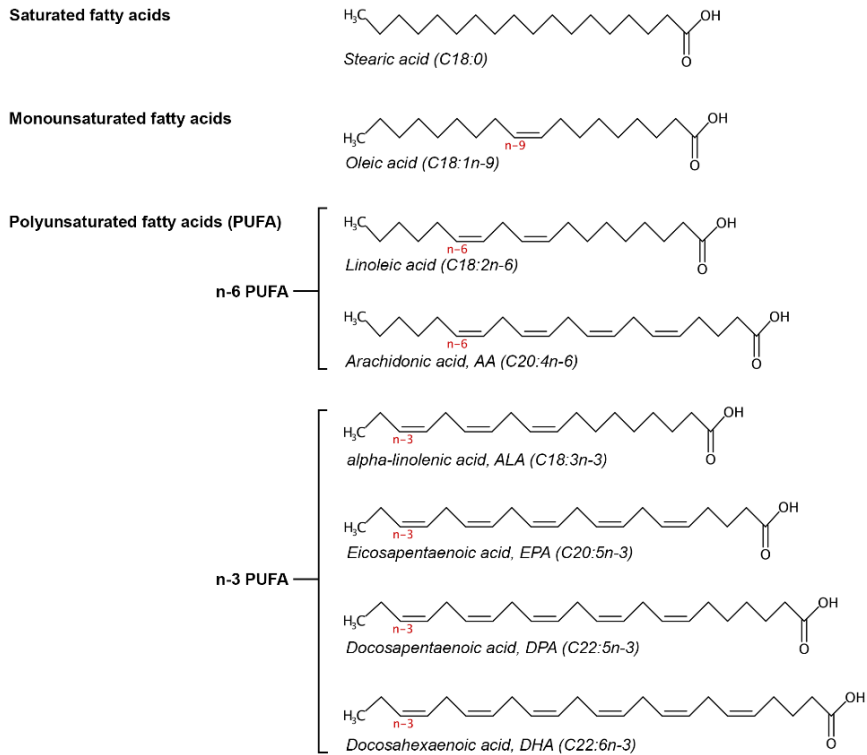 Saturated fatty acids
H₃C OH
O
Stearic acid (C18:0)
Monounsaturated fatty acids
H₃C OH
n-9 O
Oleic acid (C18:1n-9)
Polyunsaturated fatty acids (PUFA)
H₃C OH
n-6 O
Linoleic acid (C18:2n-6)
n-6 PUFA
H₃C OH
n-6 O
Arachidonic acid, AA (C20:4n-6)
H₃C OH
n-3 O
alpha-linolenic acid, ALA (C18:3n-3)
H₃C OH
n-3 O
Eicosapentaenoic acid, EPA (C20:5n-3)
n-3 PUFA
H₃C OH
n-3 O
Docosapentaenoic acid, DPA (C22:5n-3)
H₃C OH
n-3 O
Docosahexaenoic acid, DHA (C22:6n-3)